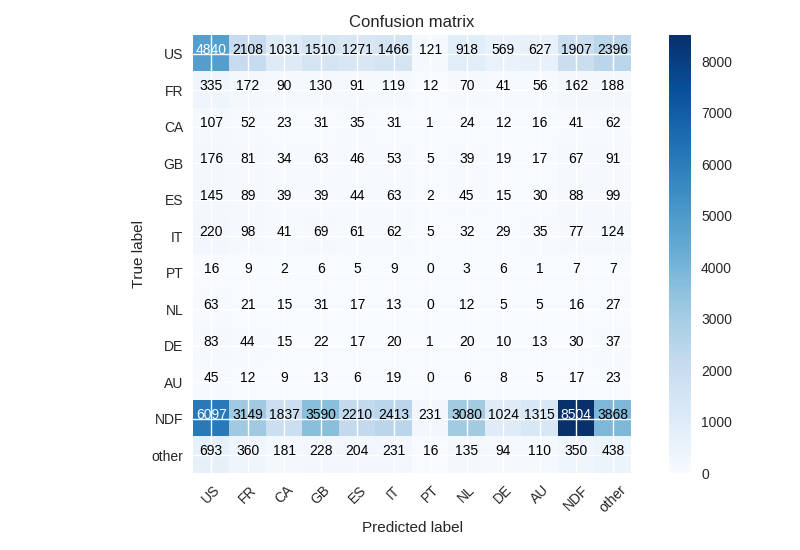 Confusion matrix
US 4840 2108 1031 1510 1271 1466 121 918 569 627 1907 2396
FR 335 172 90 130 91 119 12 70 41 56 162 188
CA 107 52 23 31 35 31 1 24 12 16 41 62
GB 176 81 34 63 46 53 5 39 19 17 67 91
ES 145 89 39 39 44 63 2 45 15 30 88 99
IT 220 98 41 69 61 62 5 32 29 35 77 124
PT 16 9 2 6 5 9 0 3 6 1 7 7
NL 63 21 15 31 17 13 0 12 5 5 16 27
DE 83 44 15 22 17 20 1 20 10 13 30 37
AU 45 12 9 13 6 19 0 6 8 5 17 23
NDF 6097 3149 1837 3590 2210 2413 231 3080 1024 1315 8504 3868
other 693 360 181 228 204 231 16 135 94 110 350 438
US FR CA GB ES IT PT NL DE AU NDF other
True label
Predicted label
8000
7000
6000
5000
4000
3000
2000
1000
0